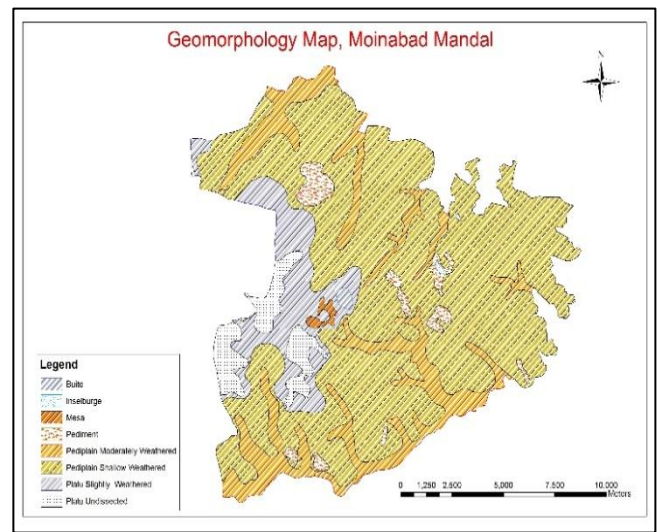 Geomorphology Map, Moinabad Mandal
N
Legend
Buite
Inselburge
Mesa
Pediment
Pediplain Moderately Weathered
Pediplain Shallow Weathered
Platu Slightly Weathered
Platu Undissected
0 1,250 2,500 5,000 7,500 10,000
Meters